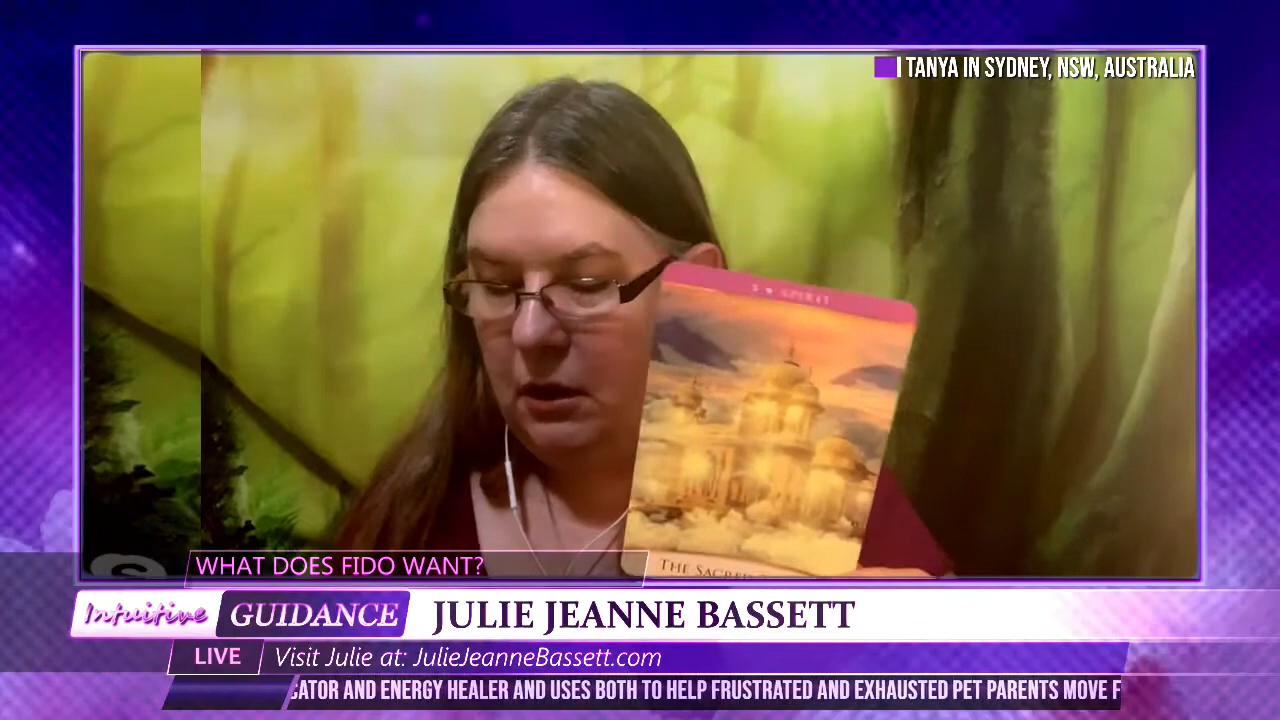 TANYA IN SYDNEY, NSW, AUSTRALIA
SPIRIT
THE SACRED
WHAT DOES FIDO WANT?
Intuitive GUIDANCE JULIE JEANNE BASSETT
LIVE Visit Julie at: JulieJeanneBassett.com
CATOR AND ENERGY HEALER AND USES BOTH TO HELP FRUSTRATED AND EXHAUSTED PET PARENTS MOVE F